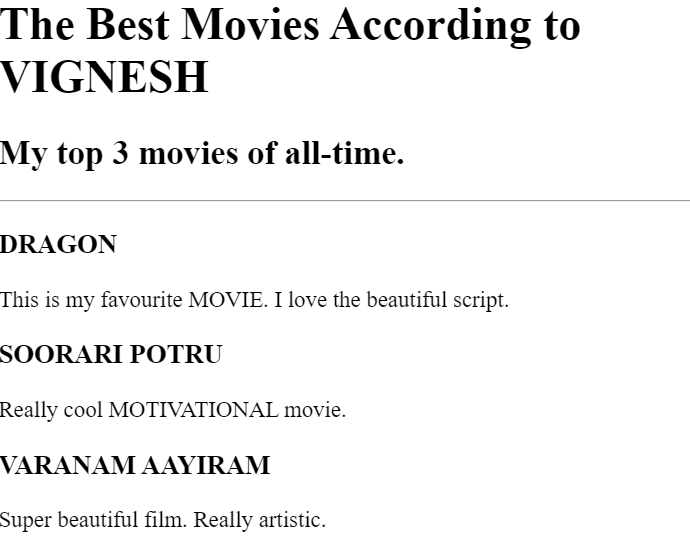 The Best Movies According to
VIGNESH
My top 3 movies of all-time.
DRAGON
This is my favourite MOVIE. I love the beautiful script.
SOORARI POTRU
Really cool MOTIVATIONAL movie.
VARANAM AAYIRAM
Super beautiful film. Really artistic.